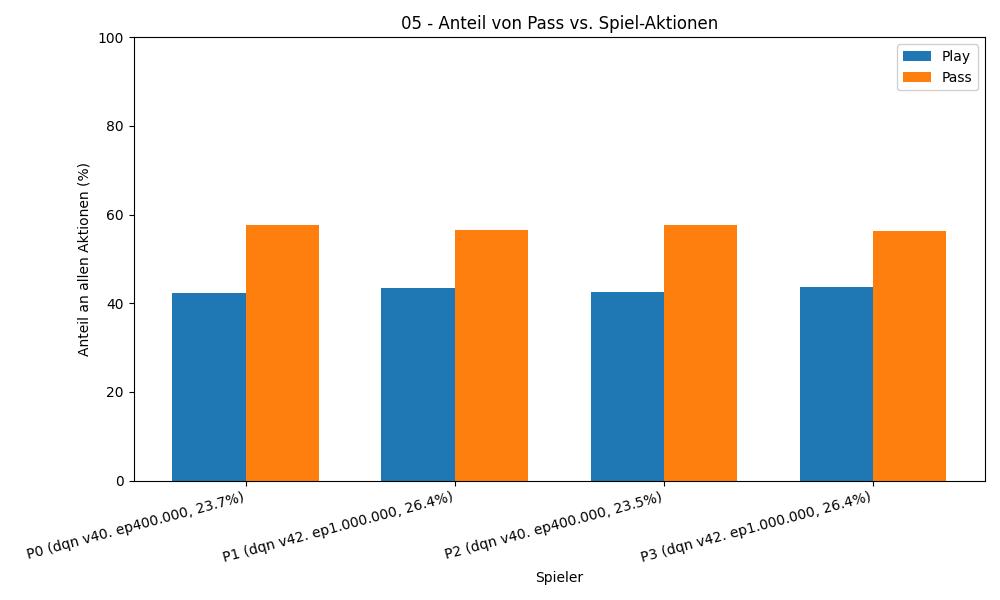 05 - Anteil von Pass vs. Spiel-Aktionen
100
80
60
40
20
0
Anteil an allen Aktionen (%)
Play
Pass
P0 (dqn v40. ep400.000, 23.7%)
P1 (dqn v42. ep1.000.000, 26.4%)
P2 (dqn v40. ep400.000, 23.5%)
P3 (dqn v42. ep1.000.000, 26.4%)
Spieler